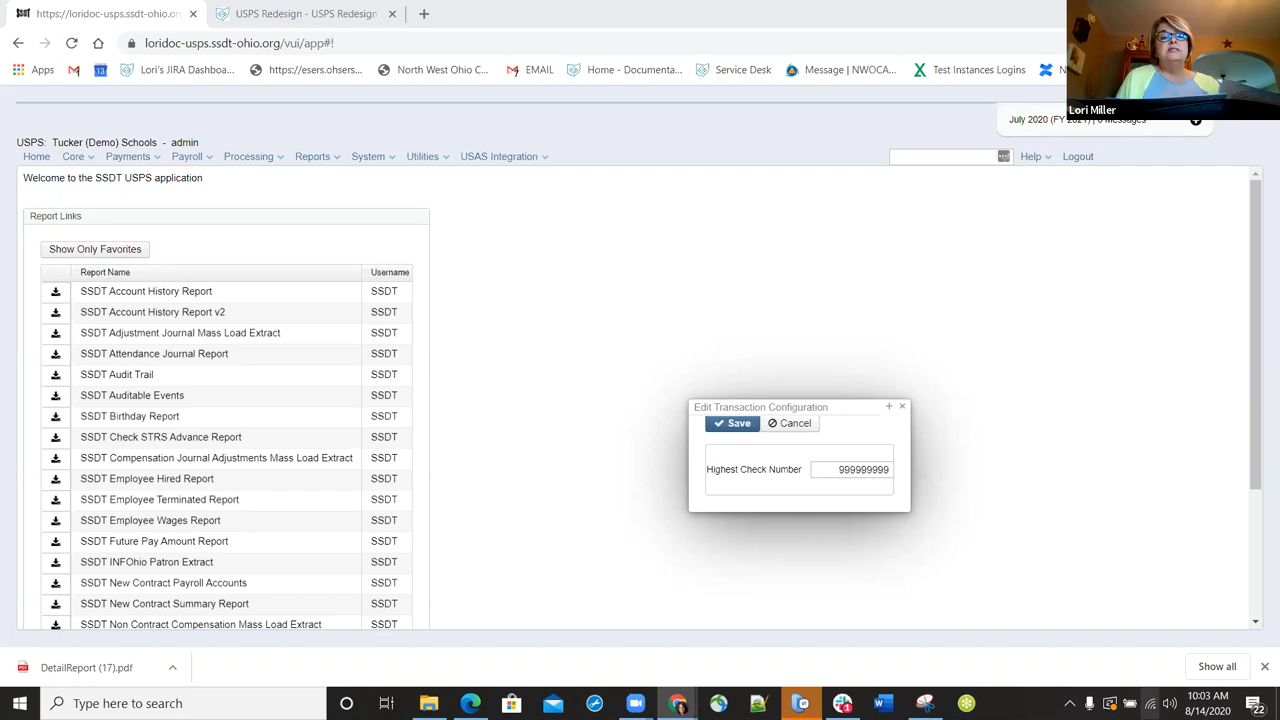 https://loridoc-usps.ssdt-ohio.org
USPS Redesign - USPS Redesign
loridoc-usps.ssdt-ohio.org/vui/app#!
Apps
Lori's JIRA Dashboa...
https://esers.ohsers...
North West Ohio C...
EMAIL
Home - Documenta...
Service Desk
Message | NWOCA...
Test Instances Logins
Lori Miller
July 2020 (FY 2021) | 0 Messages
USPS: Tucker (Demo) Schools - admin
Home Core Payments Payroll Processing Reports System Utilities USAS Integration Help Logout
Welcome to the SSDT USPS application
Report Links
Show Only Favorites
Report Name Username
SSDT Account History Report SSDT
SSDT Account History Report v2 SSDT
SSDT Adjustment Journal Mass Load Extract SSDT
SSDT Attendance Journal Report SSDT
SSDT Audit Trail SSDT
SSDT Auditable Events SSDT
SSDT Birthday Report SSDT
SSDT Check STRS Advance Report SSDT
SSDT Compensation Journal Adjustments Mass Load Extract SSDT
SSDT Employee Hired Report SSDT
SSDT Employee Terminated Report SSDT
SSDT Employee Wages Report SSDT
SSDT Future Pay Amount Report SSDT
SSDT INFOhio Patron Extract SSDT
SSDT New Contract Payroll Accounts SSDT
SSDT New Contract Summary Report SSDT
SSDT Non Contract Compensation Mass Load Extract SSDT
Edit Transaction Configuration
Save Cancel
Highest Check Number 999999999
DetailReport (17).pdf
Show all
Type here to search
10:03 AM
8/14/2020
22